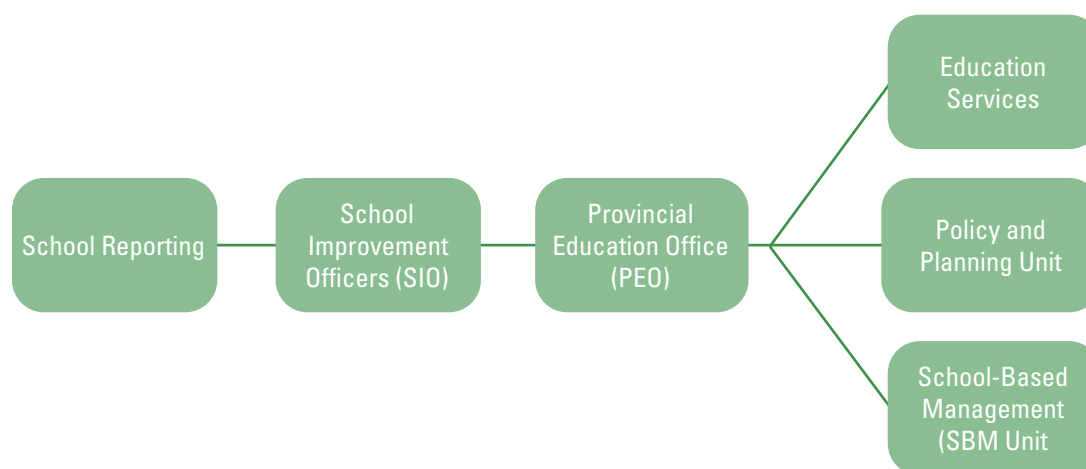 Education
Services
School Reporting
School
Improvement
Officers (SIO)
Provincial
Education Office
(PEO)
Policy and
Planning Unit
School-Based
Management
(SBM Unit